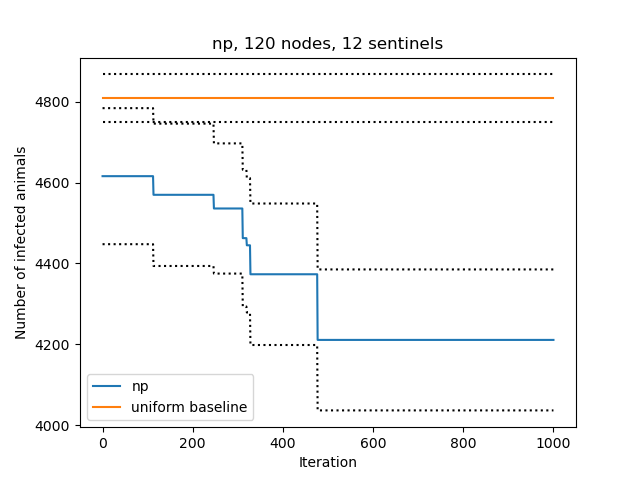 np, 120 nodes, 12 sentinels
Number of infected animals
4800
4600
4400
4200
4000
np
uniform baseline
0 200 400 600 800 1000
Iteration